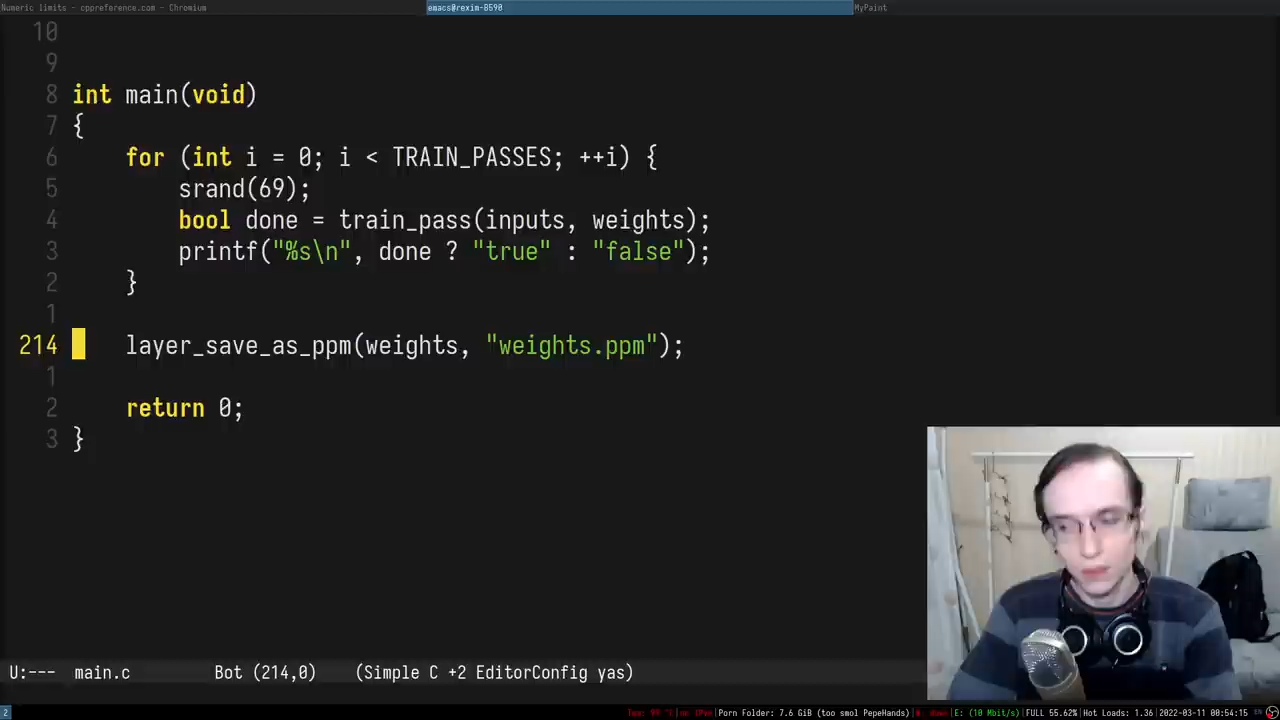 Numeric limits - cppreference.com - Chromium
emacs@rexim-B590
MyPaint
10
9
8 int main(void)
7 {
6 for (int i = 0; i < TRAIN_PASSES; ++i) {
5 srand(69);
4 bool done = train_pass(inputs, weights);
3 printf("%s\n", done ? "true" : "false");
2 }
1
214 layer_save_as_ppm(weights, "weights.ppm");
1
2 return 0;
3 }
U:--- main.c Bot (214,0) (Simple C +2 EditorConfig yas)
2
Porn Folder: 7.6 GiB (too smol PepeHands)
E: (10 Mbit/s)
FULL 55.62%
Hot Loads: 1.36
2022-03-11 00:54:15
EN